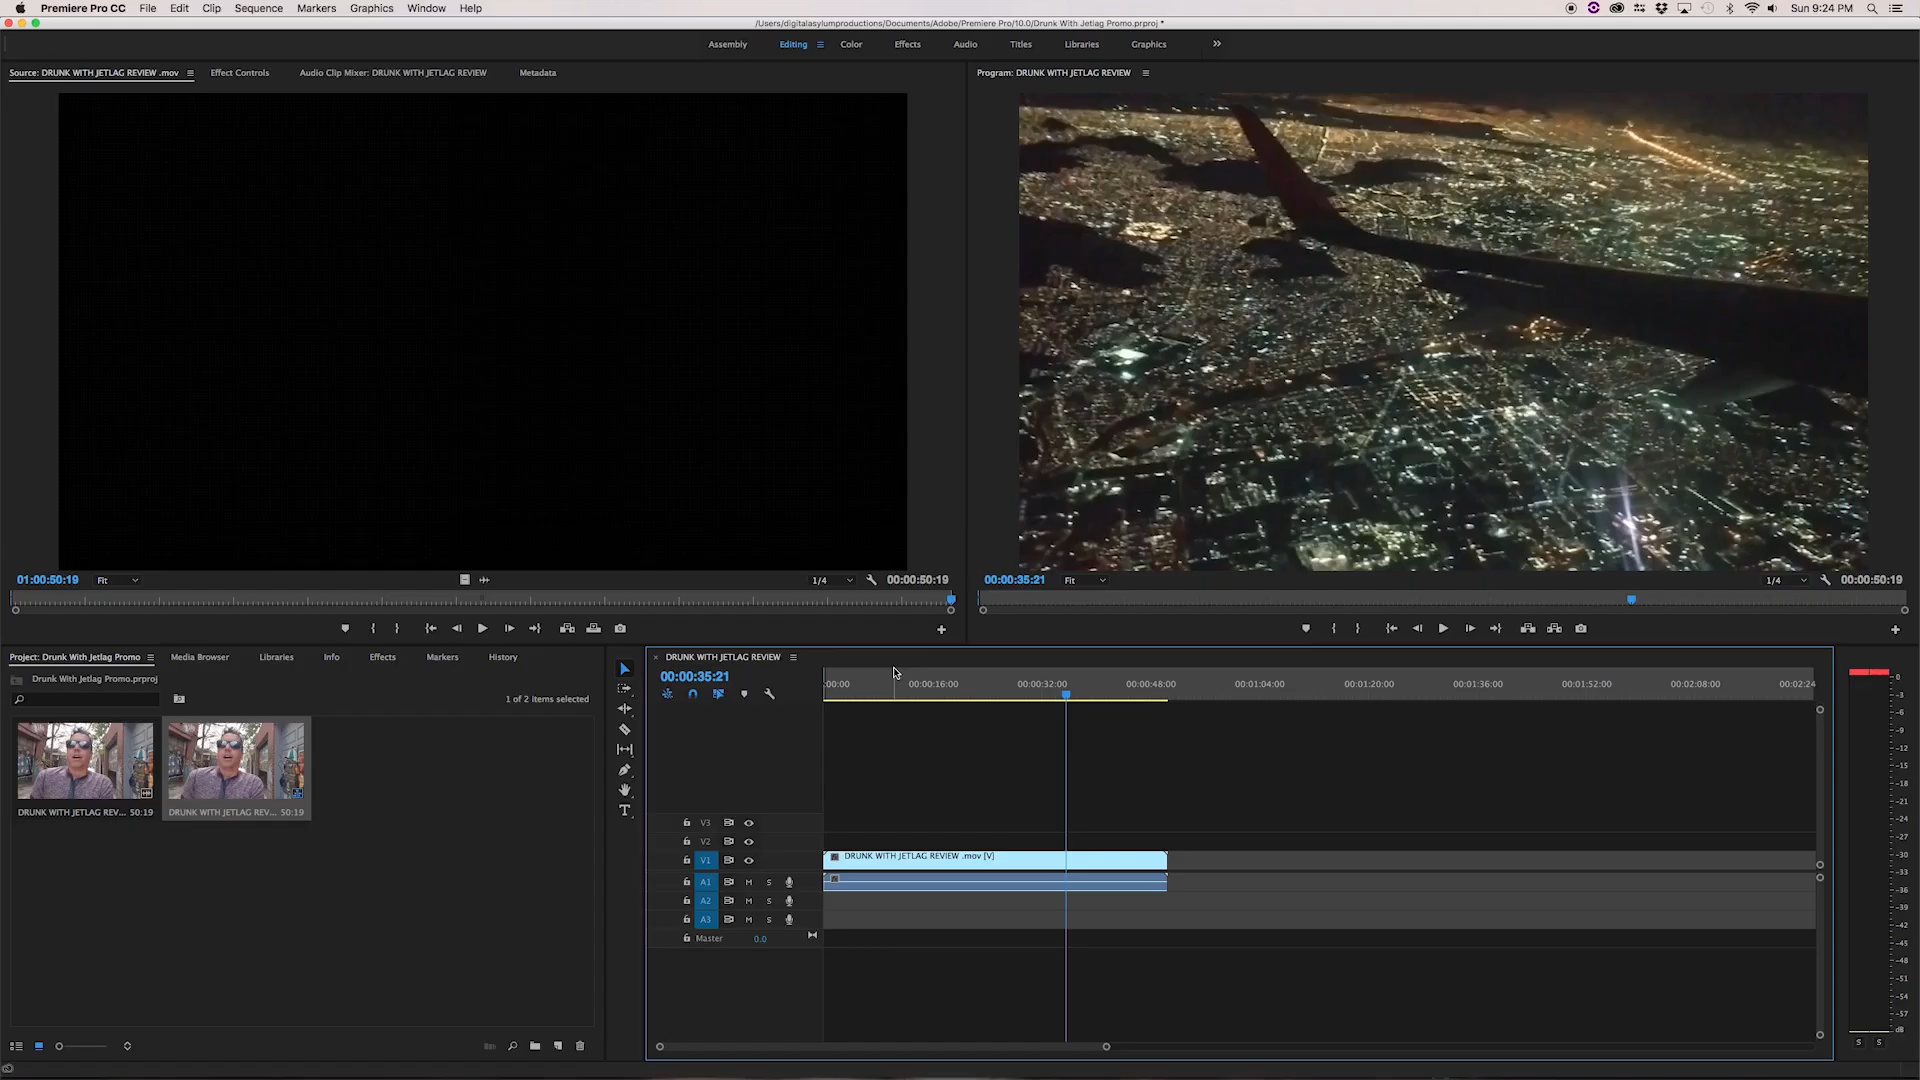 Premiere Pro CC File Edit Clip Sequence Markers Graphics Window Help Sun 9:24 PM
/Users/digitalasylumproductions/Documents/Adobe/Premiere Pro/10.0/Drunk With Jetlag Promo.prproj *
Assembly Editing Color Effects Audio Titles Libraries Graphics
Source: DRUNK WITH JETLAG REVIEW .mov Effect Controls Audio Clip Mixer: DRUNK WITH JETLAG REVIEW Metadata
Program: DRUNK WITH JETLAG REVIEW
01:00:50:19 Fit 1/4 00:00:50:19
00:00:35:21 Fit 1/4 00:00:50:19
Project: Drunk With Jetlag Promo Media Browser Libraries Info Effects Markers History
Drunk With Jetlag Promo.prproj
1 of 2 items selected
DRUNK WITH JETLAG REV... 50:19
DRUNK WITH JETLAG REV... 50:19
DRUNK WITH JETLAG REVIEW
00:00:35:21
:00:00 00:00:16:00 00:00:32:00 00:00:48:00 00:01:04:00 00:01:20:00 00:01:36:00 00:01:52:00 00:02:08:00 00:02:24
V3
V2
V1 DRUNK WITH JETLAG REVIEW .mov [V]
A1 M S
A2 M S
A3 M S
Master 0.0
0
-3
-6
-9
-12
-15
-18
-21
-24
-27
-30
-33
-36
-39
-42
-45
-48
-51
-54
-57
dB
S S